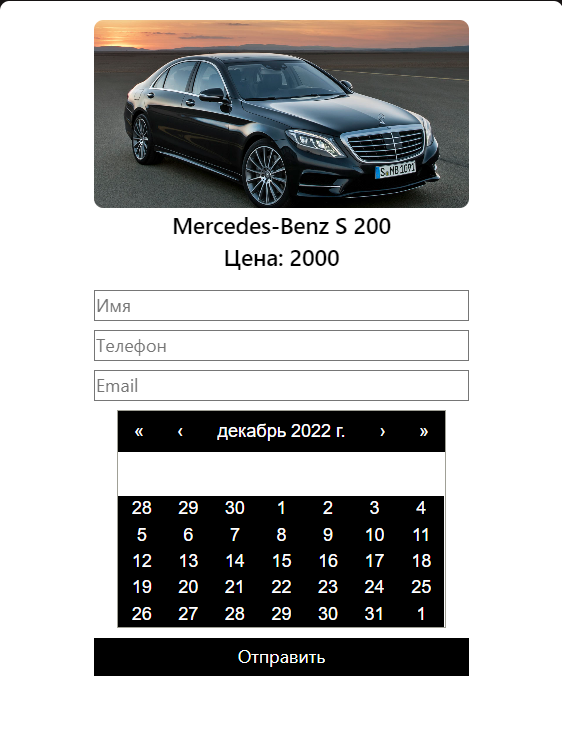 S MB 1091
Mercedes-Benz S 200
Цена: 2000
Имя
Телефон
Email
« ‹ декабрь 2022 г. › »
28 29 30 1 2 3 4
5 6 7 8 9 10 11
12 13 14 15 16 17 18
19 20 21 22 23 24 25
26 27 28 29 30 31 1
Отправить